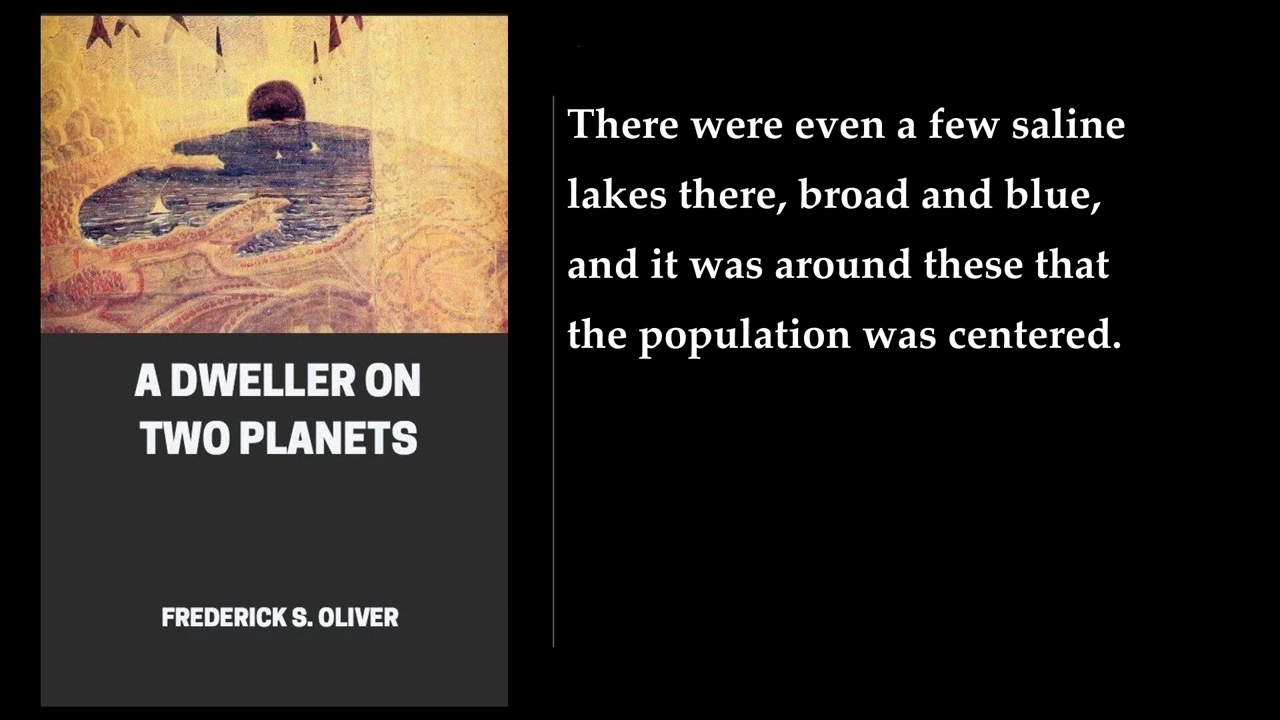 A DWELLER ON
TWO PLANETS
FREDERICK S. OLIVER
There were even a few saline
lakes there, broad and blue,
and it was around these that
the population was centered.